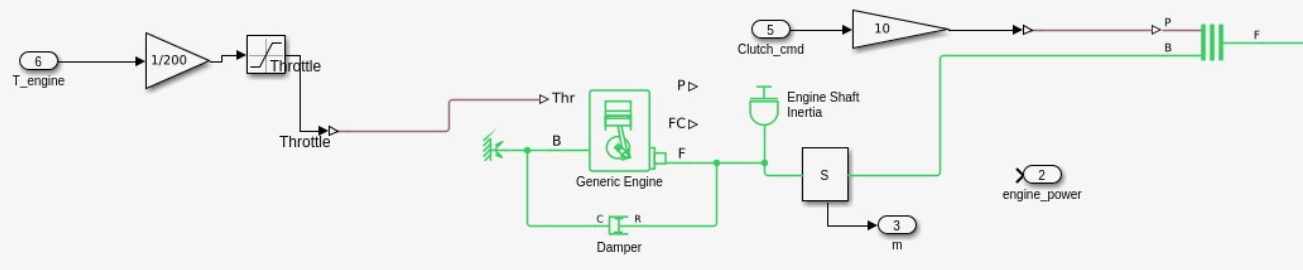 6
T_engine
1/200
Throttle
Throttle
Thr
B
P
FC
F
Generic Engine
C
R
Damper
Engine Shaft
Inertia
S
3
m
5
Clutch_cmd
10
P
B
F
2
engine_power